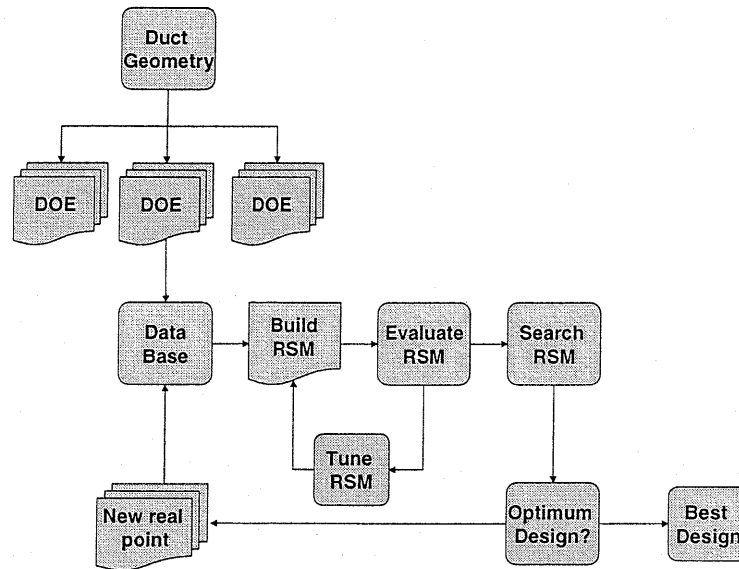 Duct
Geometry
DOE
DOE
DOE
Data
Base
Build
RSM
Evaluate
RSM
Search
RSM
Tune
RSM
New real
point
Optimum
Design?
Best
Design